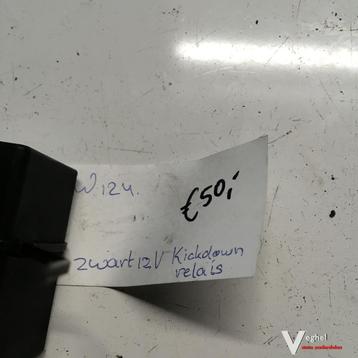 W124.
€50,-
zwart 12V Kickdown
relais
Veghel